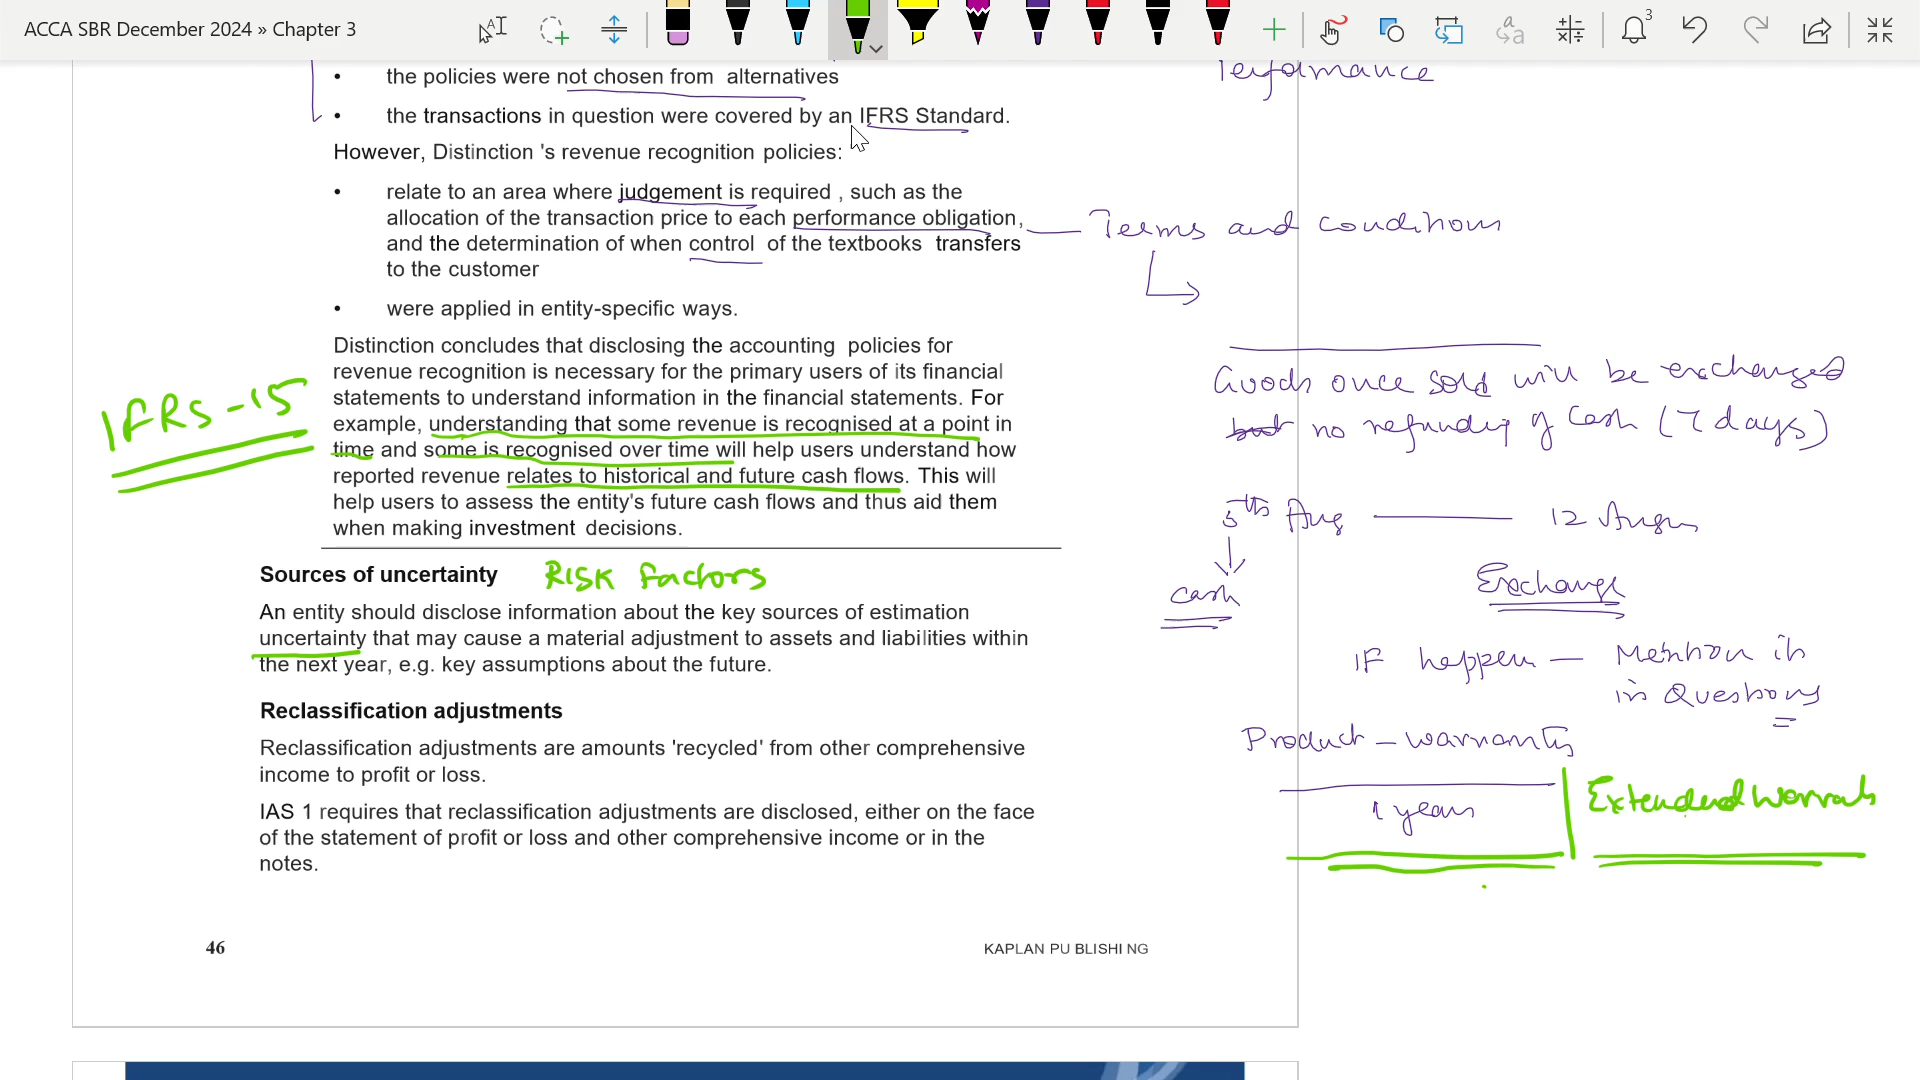 ACCA SBR December 2024 » Chapter 3
3
• the policies were not chosen from alternatives
Performance
• the transactions in question were covered by an IFRS Standard.
However, Distinction 's revenue recognition policies:
• relate to an area where judgement is required , such as the
allocation of the transaction price to each performance obligation,
and the determination of when control of the textbooks transfers
to the customer
Terms and conditions
• were applied in entity-specific ways.
Distinction concludes that disclosing the accounting policies for
revenue recognition is necessary for the primary users of its financial
statements to understand information in the financial statements. For
example, understanding that some revenue is recognised at a point in
time and some is recognised over time will help users understand how
reported revenue relates to historical and future cash flows. This will
help users to assess the entity's future cash flows and thus aid them
when making investment decisions.
IFRS-15
Goods once sold will be exchanged
but no refunding of cash (7 days)
5th Aug — 12 Augus
cash
Exchange
IF happen — Mention it
in Questions
Product - warranty
1 years
Extended Warranty
Sources of uncertainty RISK factors
An entity should disclose information about the key sources of estimation
uncertainty that may cause a material adjustment to assets and liabilities within
the next year, e.g. key assumptions about the future.
Reclassification adjustments
Reclassification adjustments are amounts 'recycled' from other comprehensive
income to profit or loss.
IAS 1 requires that reclassification adjustments are disclosed, either on the face
of the statement of profit or loss and other comprehensive income or in the
notes.
46
KAPLAN PU BLISHI NG